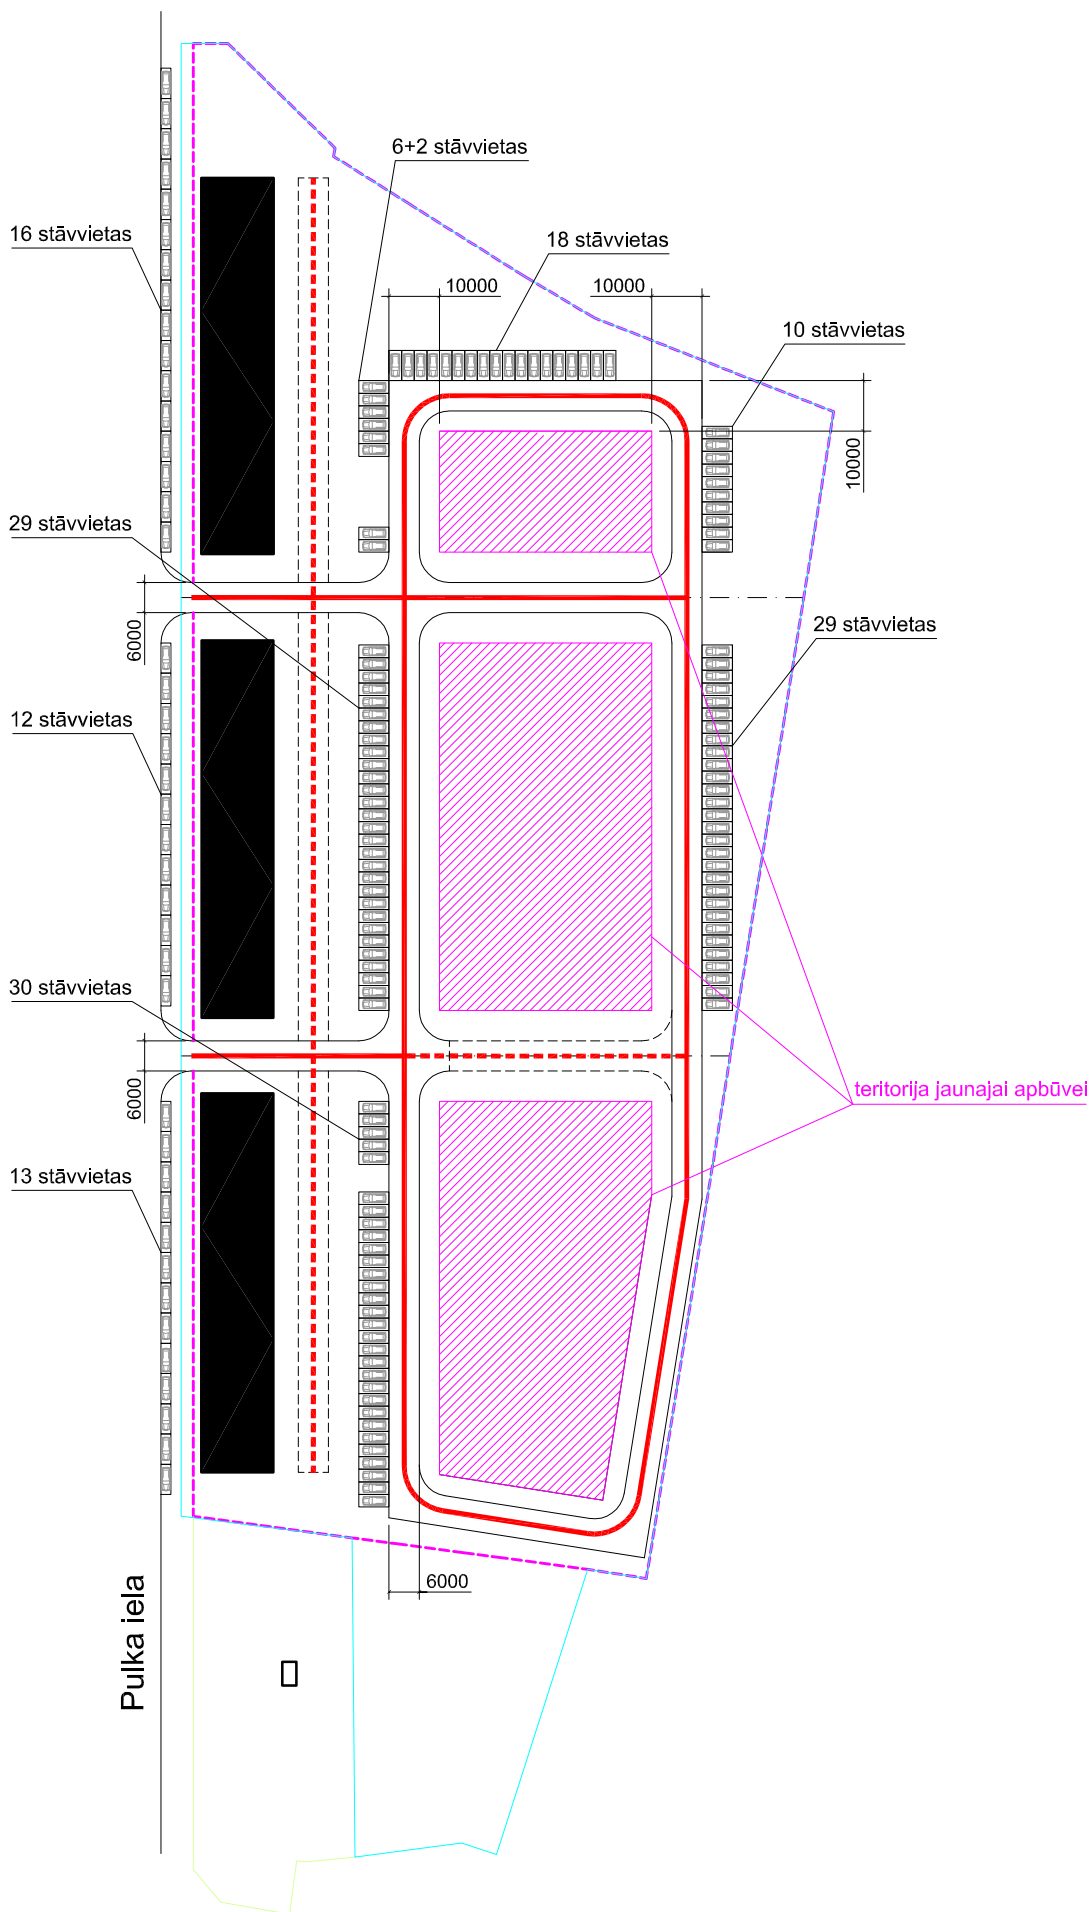 6+2 stāvvietas
16 stāvvietas
18 stāvvietas
10000
10000
10 stāvvietas
10000
29 stāvvietas
6000
29 stāvvietas
12 stāvvietas
30 stāvvietas
6000
teritorija jaunajai apbūvei
13 stāvvietas
6000
Pulka iela